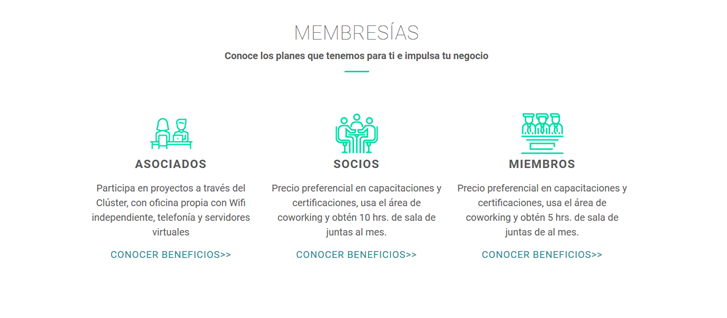 MEMBRESÍAS
Conoce los planes que tenemos para ti e impulsa tu negocio
ASOCIADOS
Participa en proyectos a través del
Clúster, con oficina propia con Wifi
independiente, telefonía y servidores
virtuales
CONOCER BENEFICIOS>>
SOCIOS
Precio preferencial en capacitaciones y
certificaciones, usa el área de
coworking y obtén 10 hrs. de sala de
juntas al mes.
CONOCER BENEFICIOS>>
MIEMBROS
Precio preferencial en capacitaciones y
certificaciones, usa el área de
coworking y obtén 5 hrs. de sala de
juntas de al mes.
CONOCER BENEFICIOS>>